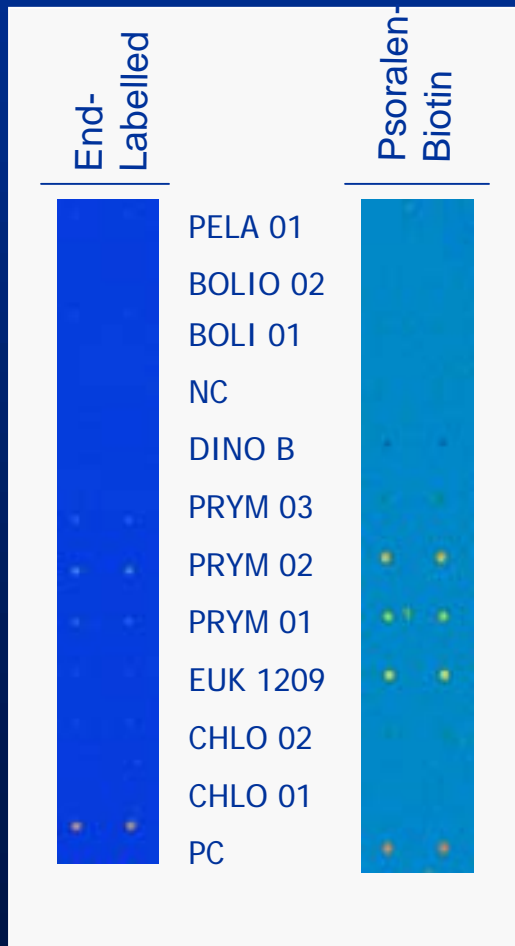 End-
Labelled
Psoralen-
Biotin
PELA 01
BOLIO 02
BOLI 01
NC
DINO B
PRYM 03
PRYM 02
PRYM 01
EUK 1209
CHLO 02
CHLO 01
PC